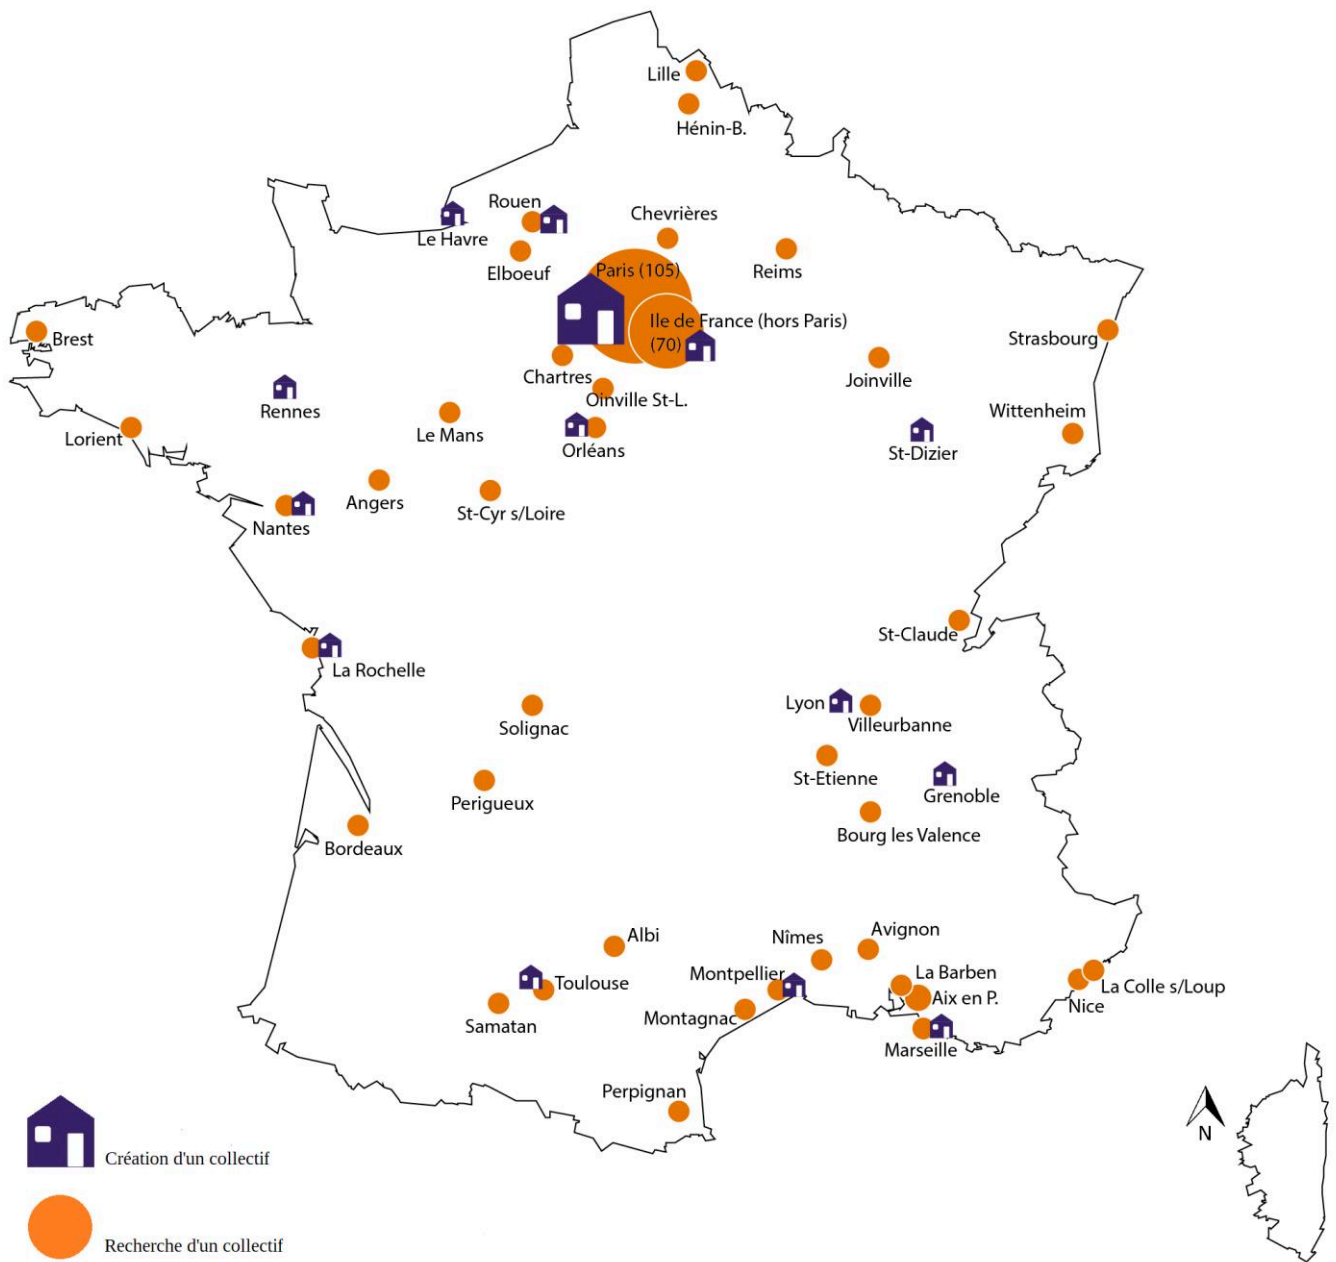 Lille
Hénin-B.
Rouen
Chevrières
Le Havre
Elboeuf
Paris (105)
Reims
Ile de France (hors Paris)
(70)
Brest
Strasbourg
Chartres
Joinville
Oinville St-L.
Rennes
Wittenheim
Lorient
Le Mans
Orléans
St-Dizier
Angers
St-Cyr s/Loire
Nantes
St-Claude
La Rochelle
Lyon
Solignac
Villeurbanne
St-Etienne
Grenoble
Perigueux
Bourg les Valence
Bordeaux
Albi
Nîmes
Avignon
Montpellier
La Barben
Toulouse
La Colle s/Loup
Aix en P.
Nice
Samatan
Montagnac
Marseille
Perpignan
N
Création d'un collectif
Recherche d'un collectif